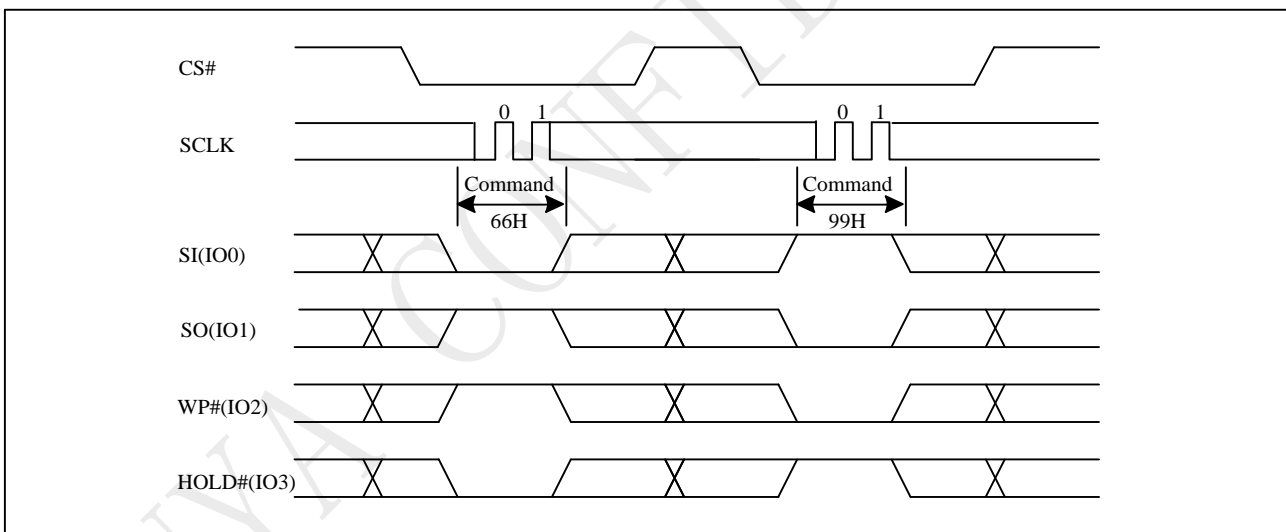 CS#
0 1 0 1
SCLK
Command Command
66H 99H
SI(IO0)
SO(IO1)
WP#(IO2)
HOLD#(IO3)